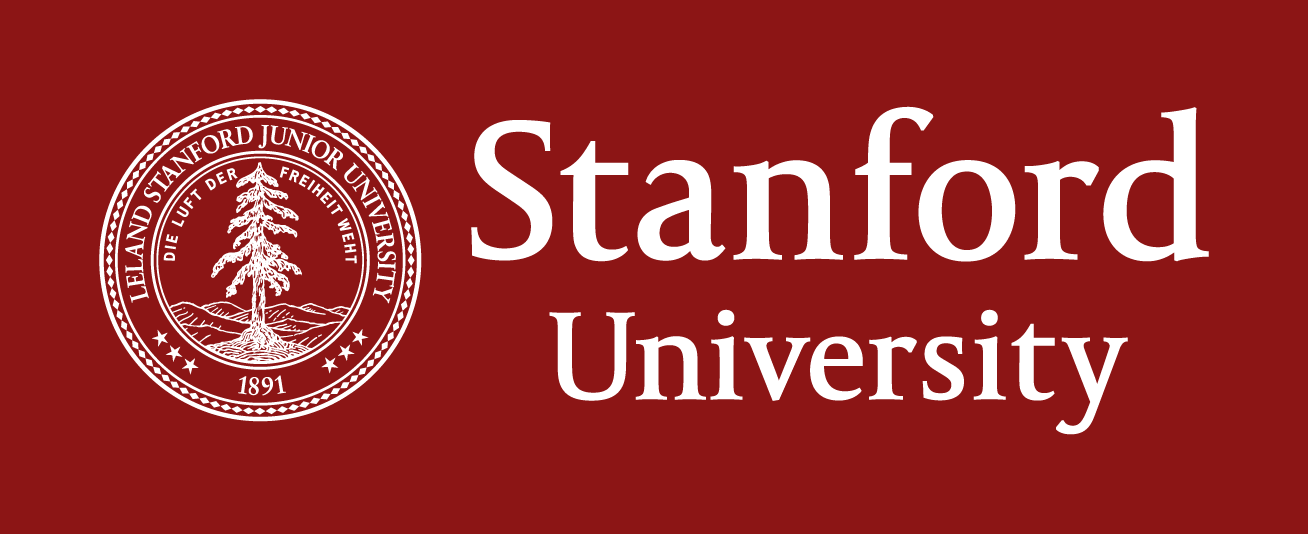 LELAND STANFORD JUNIOR UNIVERSITY
DIE LUFT DER FREIHEIT WEHT
1891
Stanford
University